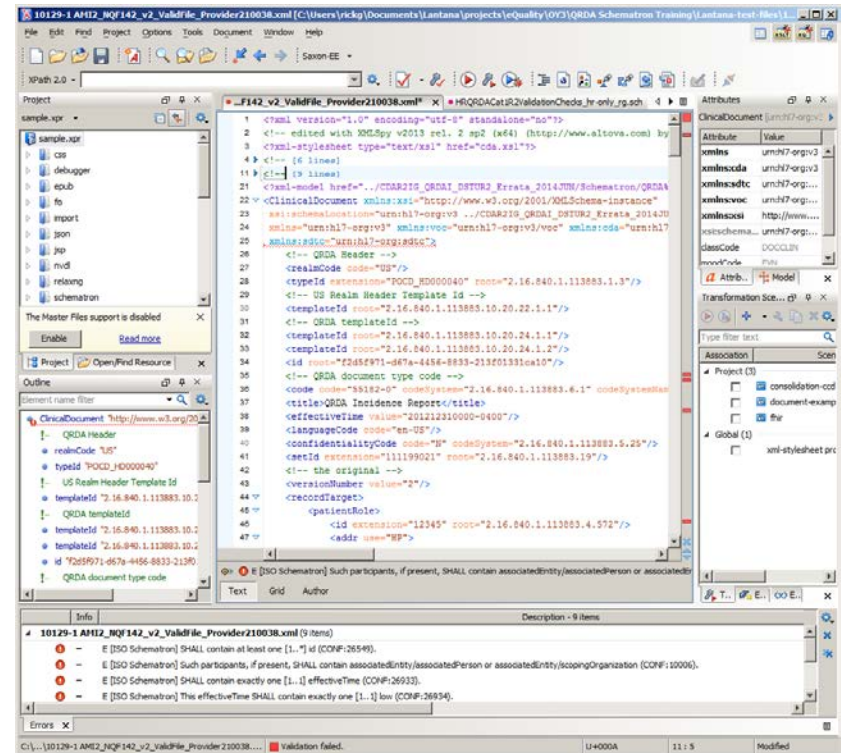 10129-1 AMI2_NQF142_v2_ValidFile_Provider210038.xml [C:\Users\rickg\Documents\Lantana\projects\eQuality\OY3\QRDA Schematron Training\Lantana-test-files\1...
File Edit Find Project Options Tools Document Window Help
Saxon-EE
XPath 2.0
Project
sample.xpr
sample.xpr
css
debugger
epub
fo
import
json
jsp
nvdl
relaxng
schematron
The Master Files support is disabled
Enable Read more
Project Open/Find Resource
Outline
Element name filter
ClinicalDocument "http://www.w3.org/20
QRDA Header
realmCode "US"
typeId "POCD_HD000040"
US Realm Header Template Id
templateId "2.16.840.1.113883.10.2
QRDA templateId
templateId "2.16.840.1.113883.10.2
templateId "2.16.840.1.113883.10.2
id "f2d5f971-d67a-4456-8833-213f0
QRDA document type code
..._F142_v2_ValidFile_Provider210038.xml* HRQRDACat1R2ValidationChecks_hr-only_rg.sch
1 <?xml version="1.0" encoding="utf-8" standalone="no"?>
2 <!-- edited with XMLSpy v2013 rel. 2 sp2 (x64) (http://www.altova.com) by
3 <?xml-stylesheet type="text/xsl" href="cda.xsl"?>
4 <!-- [6 lines]
11 <!-- [9 lines]
21 <?xml-model href="../CDAR2IG_QRDAI_DSTUR2_Errata_2014JUN/Schematron/QRDA%
22 <ClinicalDocument xmlns:xsi="http://www.w3.org/2001/XMLSchema-instance"
23 xsi:schemaLocation="urn:hl7-org:v3 ../CDAR2IG_QRDAI_DSTUR2_Errata_2014JU
24 xmlns="urn:hl7-org:v3" xmlns:voc="urn:hl7-org:v3/voc" xmlns:cda="urn:hl7
25 xmlns:sdtc="urn:hl7-org:sdtc">
26 <!-- QRDA Header -->
27 <realmCode code="US"/>
28 <typeId extension="POCD_HD000040" root="2.16.840.1.113883.1.3"/>
29 <!-- US Realm Header Template Id -->
30 <templateId root="2.16.840.1.113883.10.20.22.1.1"/>
31 <!-- QRDA templateId -->
32 <templateId root="2.16.840.1.113883.10.20.24.1.1"/>
33 <templateId root="2.16.840.1.113883.10.20.24.1.2"/>
34 <id root="f2d5f971-d67a-4456-8833-213f01331ca10"/>
35 <!-- QRDA document type code -->
36 <code code="55182-0" codeSystem="2.16.840.1.113883.6.1" codeSystemNam
37 <title>QRDA Incidence Report</title>
38 <effectiveTime value="201212310000-0400"/>
39 <languageCode code="en-US"/>
40 <confidentialityCode code="N" codeSystem="2.16.840.1.113883.5.25"/>
41 <setId extension="111199021" root="2.16.840.1.113883.19"/>
42 <!-- the original -->
43 <versionNumber value="2"/>
44 <recordTarget>
45 <patientRole>
46 <id extension="12345" root="2.16.840.1.113883.4.572"/>
47 <addr use="HP">
E [ISO Schematron] Such participants, if present, SHALL contain associatedEntity/associatedPerson or associatedEr
Text Grid Author
Attributes
ClinicalDocument [urn:hl7-org:v3]
Attribute Value
xmlns urn:hl7-org:v3
xmlns:cda urn:hl7-org:v3
xmlns:sdtc urn:hl7-org:...
xmlns:voc urn:hl7-org:...
xmlns:xsi http://www....
xsi:schema... urn:hl7-org:...
classCode DOCCLIN
moodCode EVN
Attrib.. Model
Transformation Sce...
Type filter text
Association Scen
Project (3)
consolidation-ccd
document-examp
fhir
Global (1)
xml-stylesheet prc
T.. E.. E..
Info Description - 9 items
10129-1 AMI2_NQF142_v2_ValidFile_Provider210038.xml (9 items)
E [ISO Schematron] SHALL contain at least one [1..*] id (CONF:26549).
E [ISO Schematron] Such participants, if present, SHALL contain associatedEntity/associatedPerson or associatedEntity/scopingOrganization (CONF:10006).
E [ISO Schematron] SHALL contain exactly one [1..1] effectiveTime (CONF:26933).
E [ISO Schematron] This effectiveTime SHALL contain exactly one [1..1] low (CONF:26934).
Errors
C:\...\10129-1 AMI2_NQF142_v2_ValidFile_Provider210038.... Validation failed. U+000A 11 : 5 Modified